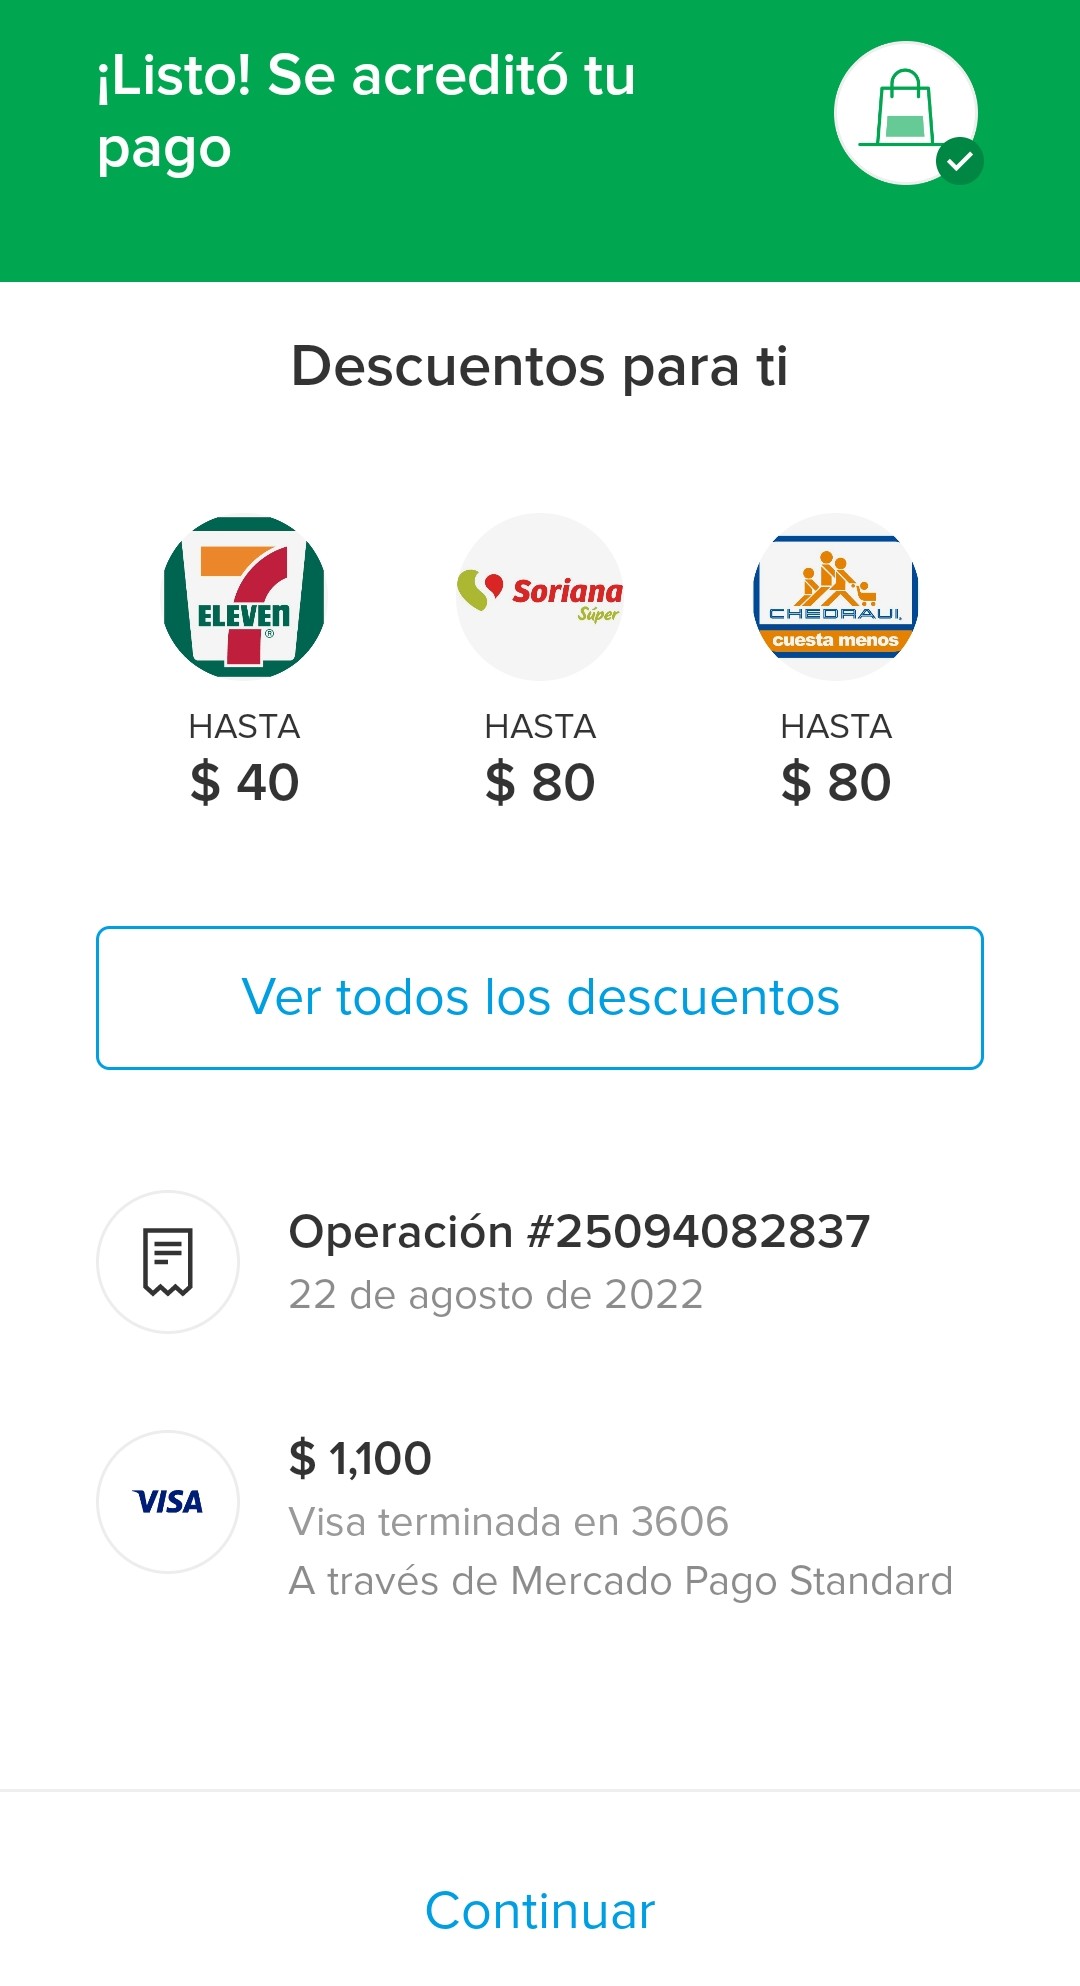 ¡Listo! Se acreditó tu
pago
Descuentos para ti
7
ELEVEn
®
Soriana
Súper
CHEDRAUI.
cuesta menos
HASTA
$ 40
HASTA
$ 80
HASTA
$ 80
Ver todos los descuentos
Operación #25094082837
22 de agosto de 2022
VISA
$ 1,100
Visa terminada en 3606
A través de Mercado Pago Standard
Continuar